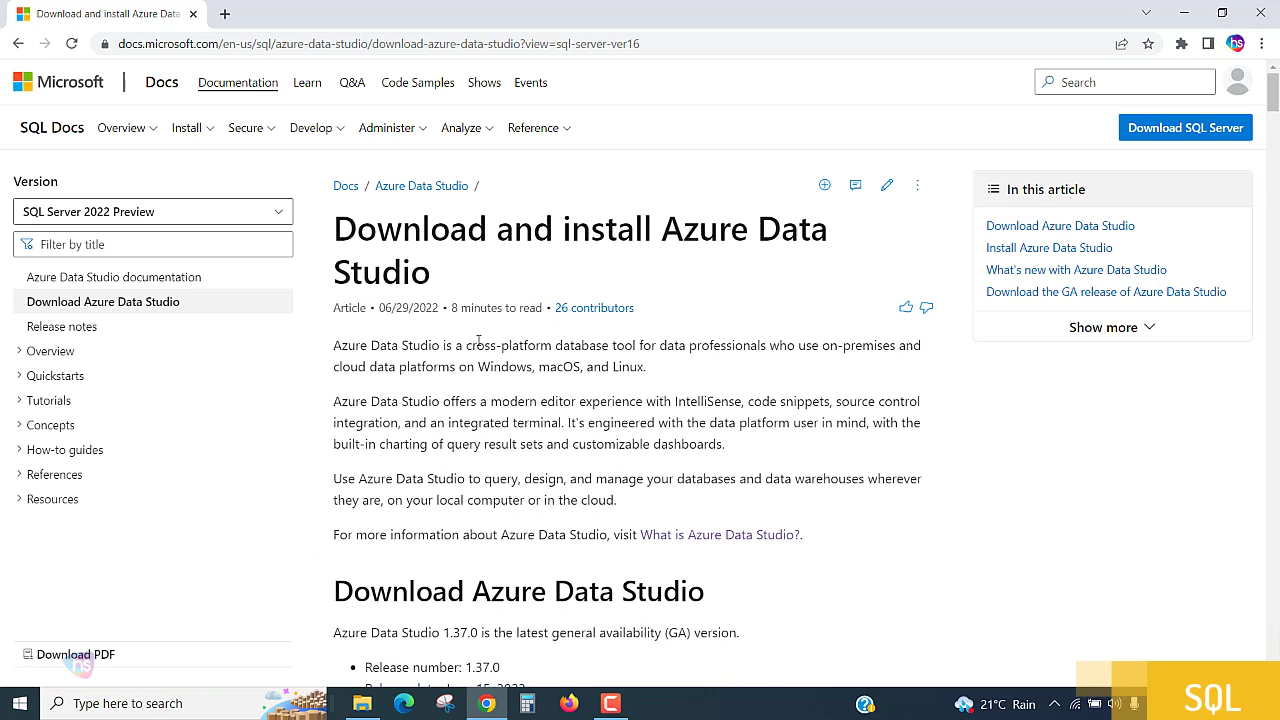 Download and install Azure Data
docs.microsoft.com/en-us/sql/azure-data-studio/download-azure-data-studio?view=sql-server-ver16
Microsoft
Docs
Documentation
Learn
Q&A
Code Samples
Shows
Events
Search
SQL Docs
Overview
Install
Secure
Develop
Administer
Analyze
Reference
Download SQL Server
Version
SQL Server 2022 Preview
Filter by title
Azure Data Studio documentation
Download Azure Data Studio
Release notes
Overview
Quickstarts
Tutorials
Concepts
How-to guides
References
Resources
Download PDF
hs
Docs / Azure Data Studio /
Download and install Azure Data
Studio
Article • 06/29/2022 • 8 minutes to read • 26 contributors
Azure Data Studio is a cross-platform database tool for data professionals who use on-premises and
cloud data platforms on Windows, macOS, and Linux.
Azure Data Studio offers a modern editor experience with IntelliSense, code snippets, source control
integration, and an integrated terminal. It's engineered with the data platform user in mind, with the
built-in charting of query result sets and customizable dashboards.
Use Azure Data Studio to query, design, and manage your databases and data warehouses wherever
they are, on your local computer or in the cloud.
For more information about Azure Data Studio, visit What is Azure Data Studio?.
Download Azure Data Studio
Azure Data Studio 1.37.0 is the latest general availability (GA) version.
• Release number: 1.37.0
In this article
Download Azure Data Studio
Install Azure Data Studio
What's new with Azure Data Studio
Download the GA release of Azure Data Studio
Show more
Type here to search
21°C Rain
SQL